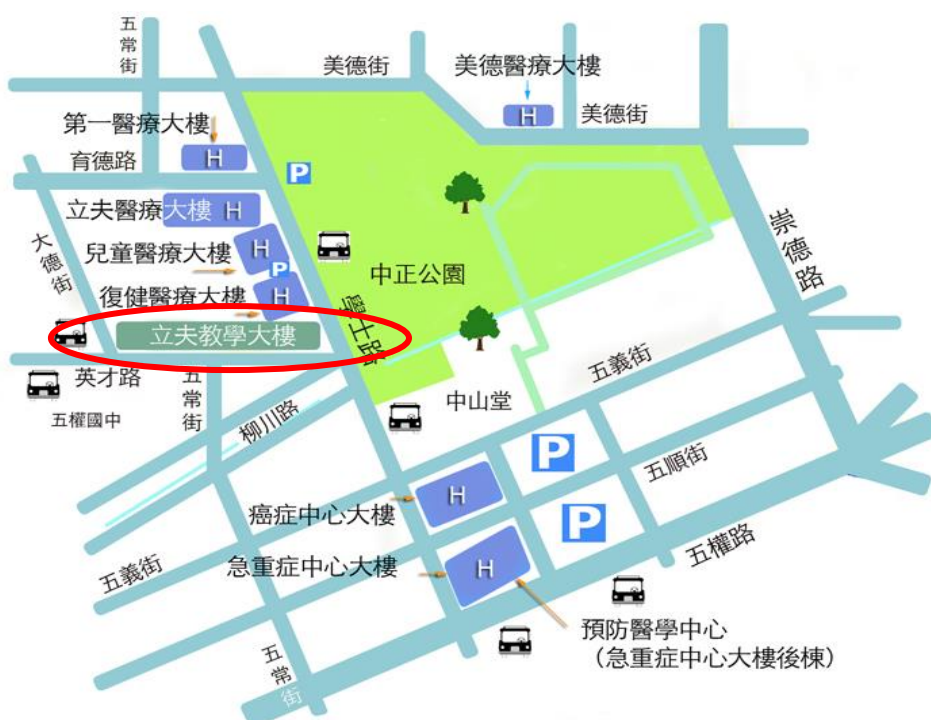 五常街
美德街
美德醫療大樓
H
美德街
第一醫療大樓
H
育德路
P
立夫醫療大樓 H
大德街
兒童醫療大樓
H
P
復健醫療大樓
H
中正公園
崇德路
學士路
立夫教學大樓
英才路
五權國中
五常街
柳川路
中山堂
五義街
P
五順街
H
癌症中心大樓
P
五權路
五義街
急重症中心大樓
H
預防醫學中心
（急重症中心大樓後棟）
五常街